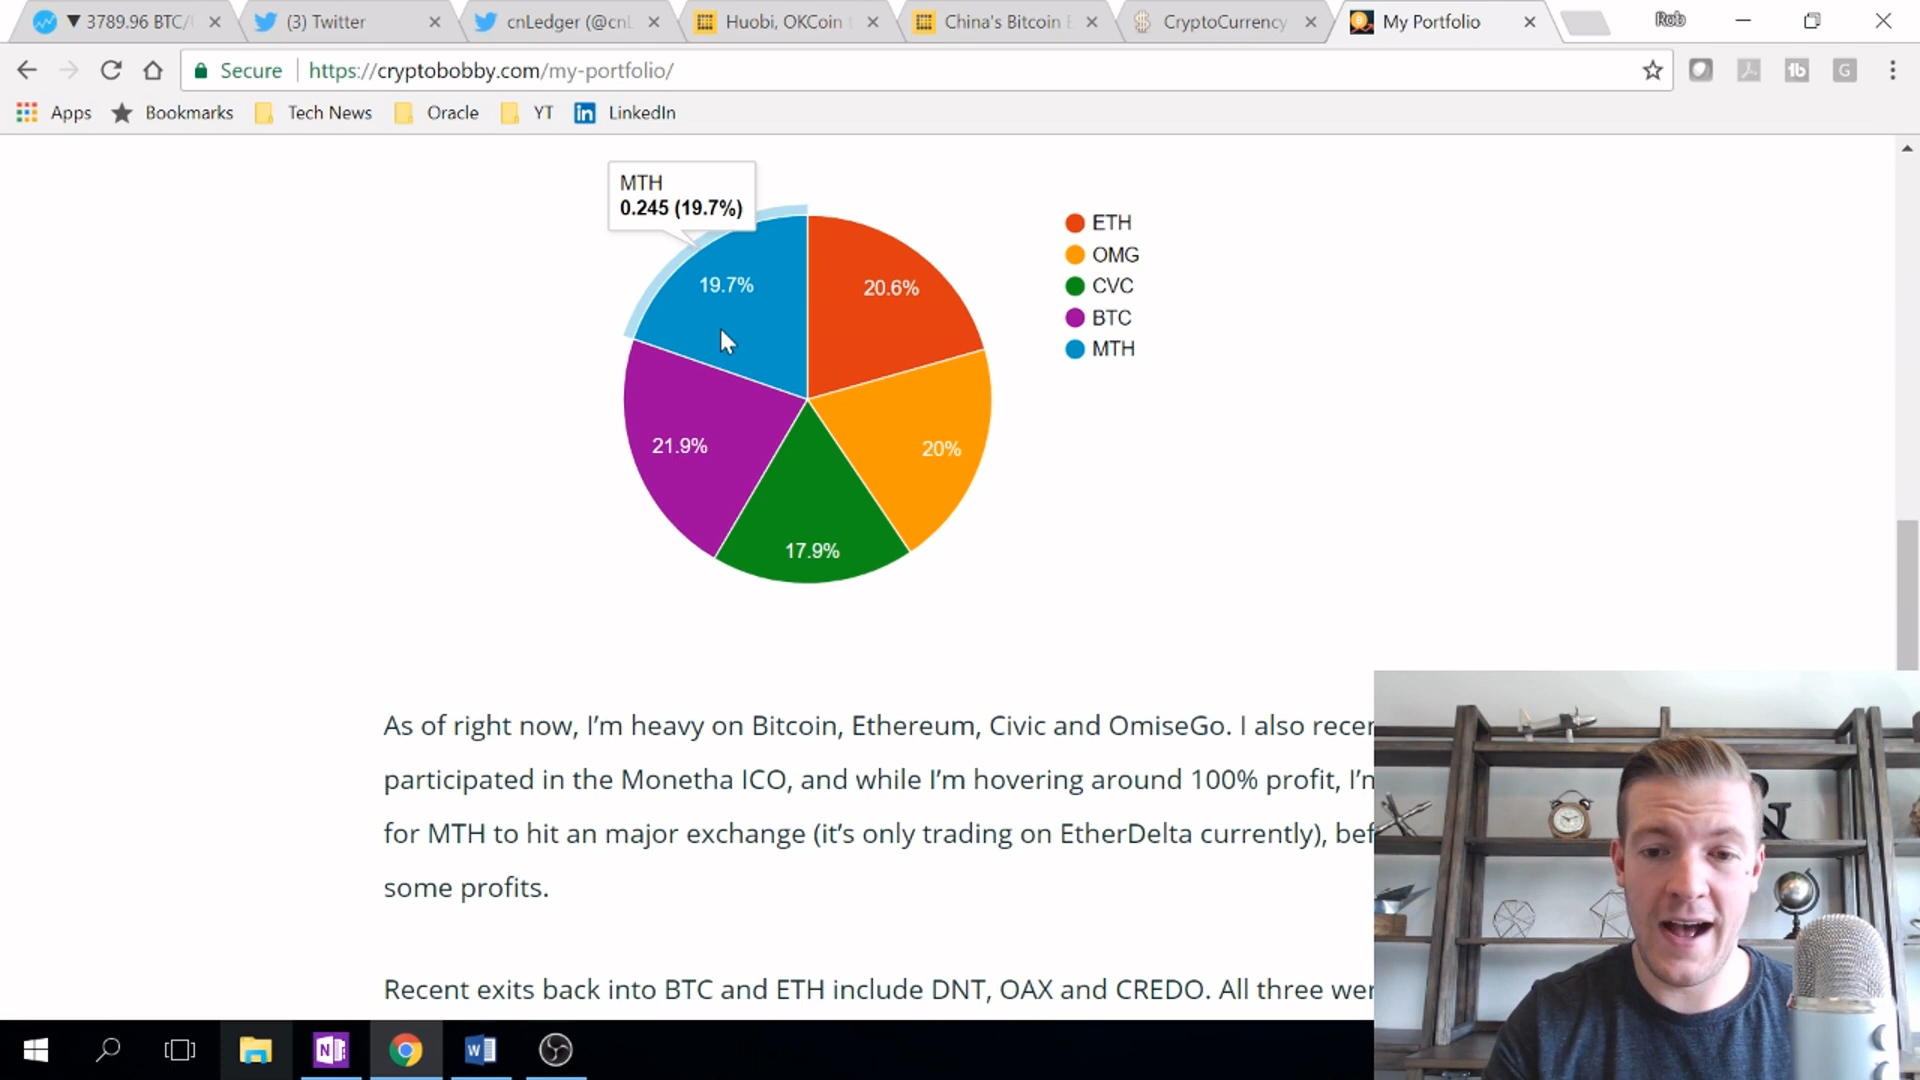 ▼ 3789.96 BTC/
(3) Twitter
cnLedger (@cnL
Huobi, OKCoin
China's Bitcoin E
CryptoCurrency
My Portfolio
Rob
Secure
https://cryptobobby.com/my-portfolio/
Apps
Bookmarks
Tech News
Oracle
YT
LinkedIn
MTH
0.245 (19.7%)
19.7%
20.6%
21.9%
20%
17.9%
ETH
OMG
CVC
BTC
MTH
As of right now, I'm heavy on Bitcoin, Ethereum, Civic and OmiseGo. I also recen
participated in the Monetha ICO, and while I'm hovering around 100% profit, I'm
for MTH to hit an major exchange (it's only trading on EtherDelta currently), bef
some profits.
Recent exits back into BTC and ETH include DNT, OAX and CREDO. All three wer